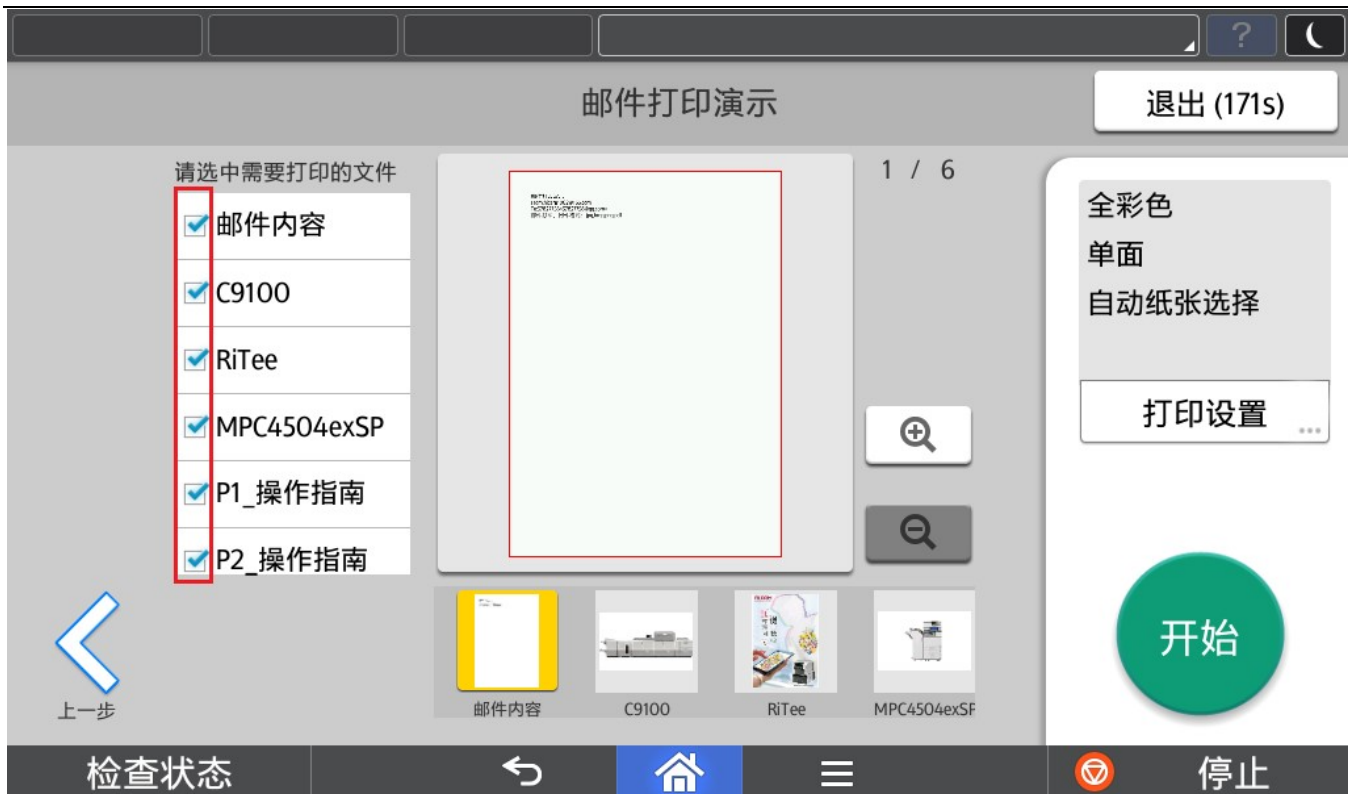 ?
邮件打印演示
退出 (171s)
请选中需要打印的文件
邮件内容
C9100
RiTee
MPC4504exSP
P1_操作指南
P2_操作指南
1 / 6
全彩色
单面
自动纸张选择
打印设置
开始
上一步
邮件内容
C9100
RiTee
MPC4504exSP
检查状态
停止